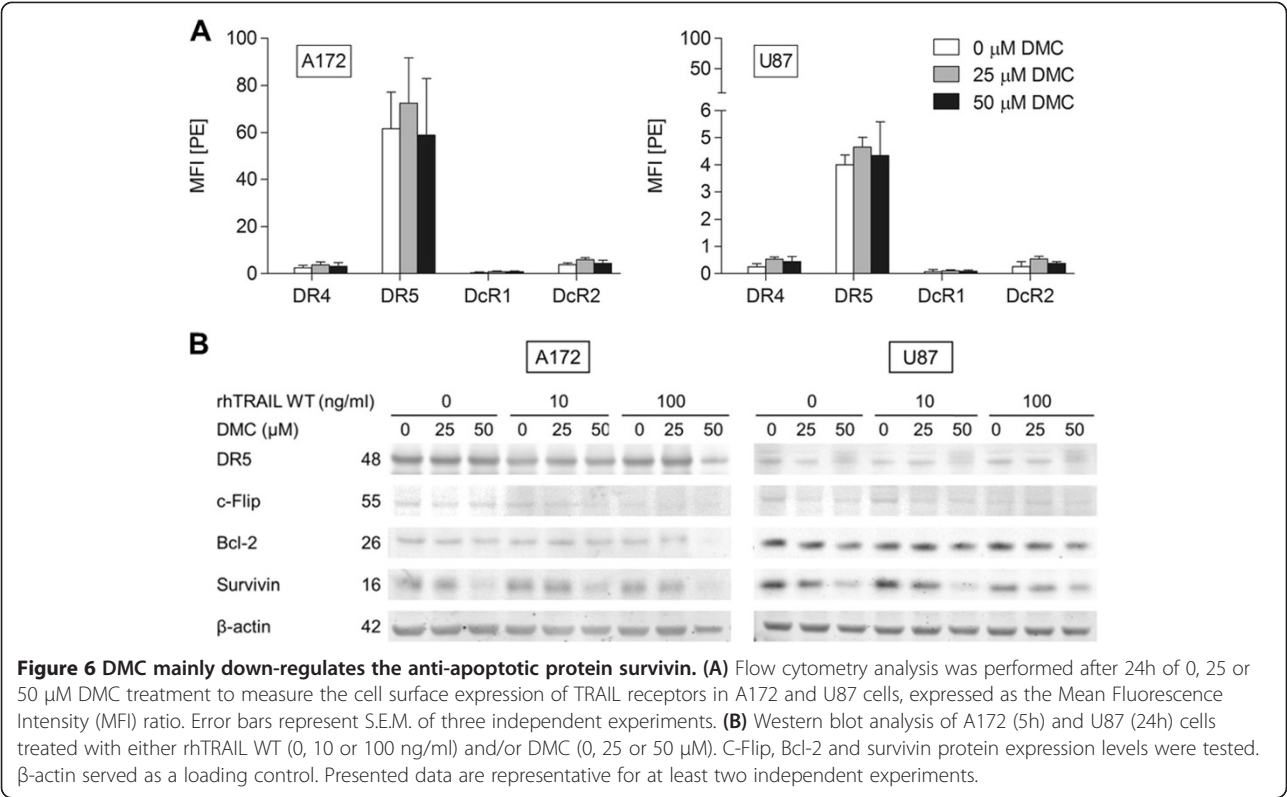 A
100
80
60
40
20
0
MFI [PE]
A172
DR4 DR5 DcR1 DcR2
100
50
6
5
4
3
2
1
0
MFI [PE]
U87
DR4 DR5 DcR1 DcR2
0 µM DMC
25 µM DMC
50 µM DMC
B
A172 U87
rhTRAIL WT (ng/ml) 0 10 100 0 10 100
DMC (µM) 0 25 50 0 25 50 0 25 50 0 25 50 0 25 50 0 25 50
DR5 48
c-Flip 55
Bcl-2 26
Survivin 16
β-actin 42
Figure 6 DMC mainly down-regulates the anti-apoptotic protein survivin. (A) Flow cytometry analysis was performed after 24h of 0, 25 or
50 µM DMC treatment to measure the cell surface expression of TRAIL receptors in A172 and U87 cells, expressed as the Mean Fluorescence
Intensity (MFI) ratio. Error bars represent S.E.M. of three independent experiments. (B) Western blot analysis of A172 (5h) and U87 (24h) cells
treated with either rhTRAIL WT (0, 10 or 100 ng/ml) and/or DMC (0, 25 or 50 µM). C-Flip, Bcl-2 and survivin protein expression levels were tested.
β-actin served as a loading control. Presented data are representative for at least two independent experiments.